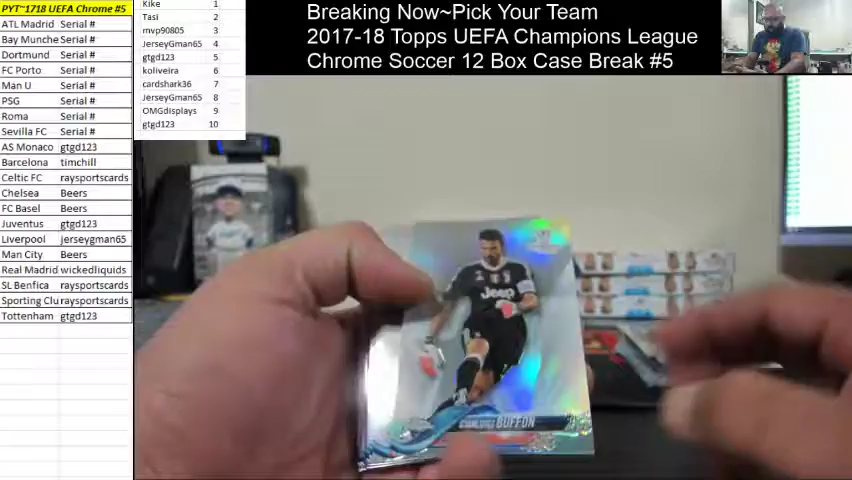 PYT~1718 UEFA Chrome #5
ATL Madrid Serial #
Bay Munche Serial #
Dortmund Serial #
FC Porto Serial #
Man U Serial #
PSG Serial #
Roma Serial #
Sevilla FC Serial #
AS Monaco gtgd123
Barcelona timchill
Celtic FC raysportscards
Chelsea Beers
FC Basel Beers
Juventus gtgd123
Liverpool jerseygman65
Man City Beers
Real Madrid wickedliquids
SL Benfica raysportscards
Sporting Clu raysportscards
Tottenham gtgd123
Kike 1
Tasi 2
mvp90805 3
JerseyGman65 4
gtgd123 5
koliveira 6
cardshark36 7
JerseyGman65 8
OMGdisplays 9
gtgd123 10
Breaking Now~Pick Your Team
2017-18 Topps UEFA Champions League
Chrome Soccer 12 Box Case Break #5
Jeep
GIANLUIGI BUFFON